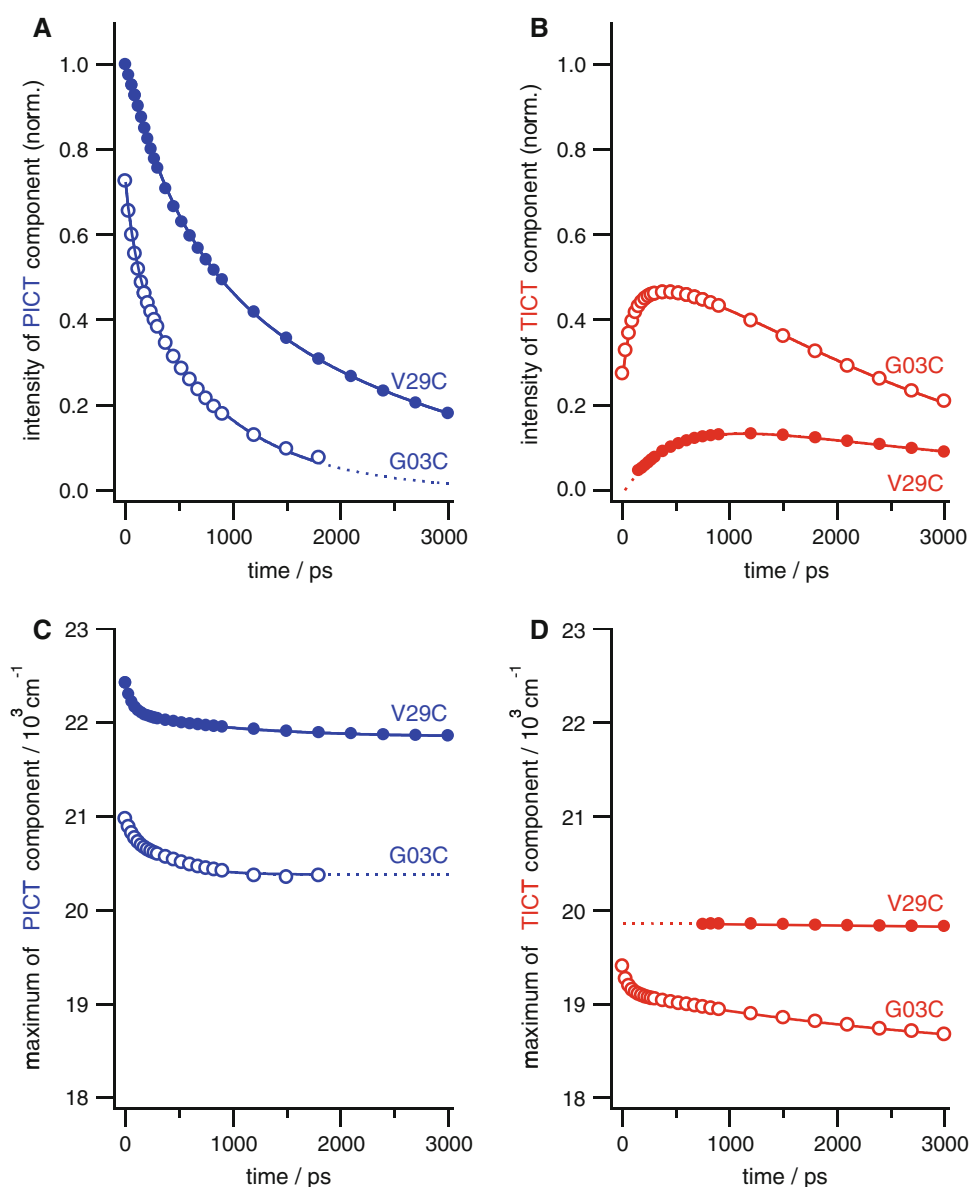 A
intensity of PICT component (norm.)
1.0
0.8
0.6
0.4
0.2
0.0
V29C
G03C
0 1000 2000 3000
time / ps
B
intensity of TICT component (norm.)
1.0
0.8
0.6
0.4
0.2
0.0
G03C
V29C
0 1000 2000 3000
time / ps
C
maximum of PICT component / 10³ cm⁻¹
23
22
21
20
19
18
V29C
G03C
0 1000 2000 3000
time / ps
D
maximum of TICT component / 10³ cm⁻¹
23
22
21
20
19
18
V29C
G03C
0 1000 2000 3000
time / ps